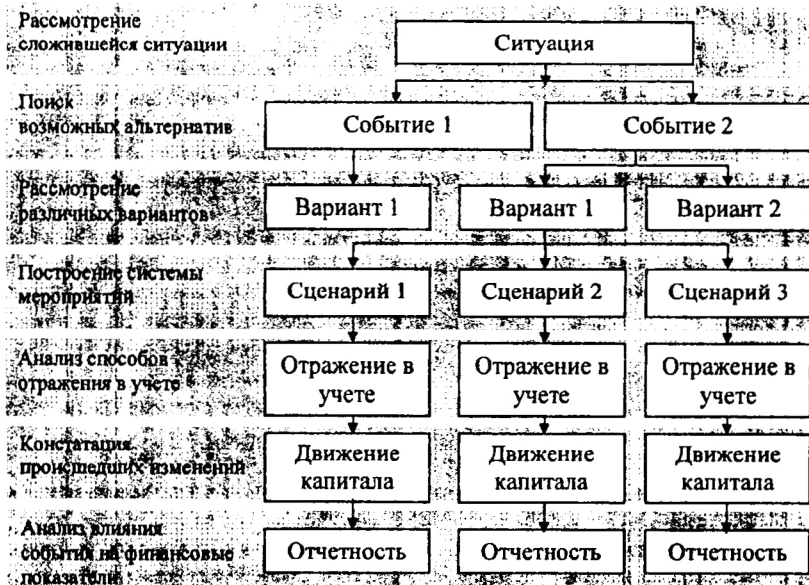 Рассмотрение
сложившейся ситуации
Ситуация
Поиск
возможных альтернатив
Событие 1
Событие 2
Рассмотрение
различных вариантов
Вариант 1
Вариант 1
Вариант 2
Построение системы
мероприятий
Сценарий 1
Сценарий 2
Сценарий 3
Анализ способов
отражения в учете
Отражение в
учете
Отражение в
учете
Отражение в
учете
Констатация
происшедших изменений
Движение
капитала
Движение
капитала
Движение
капитала
Анализ влияния
события на финансовые
показатели
Отчетность
Отчетность
Отчетность